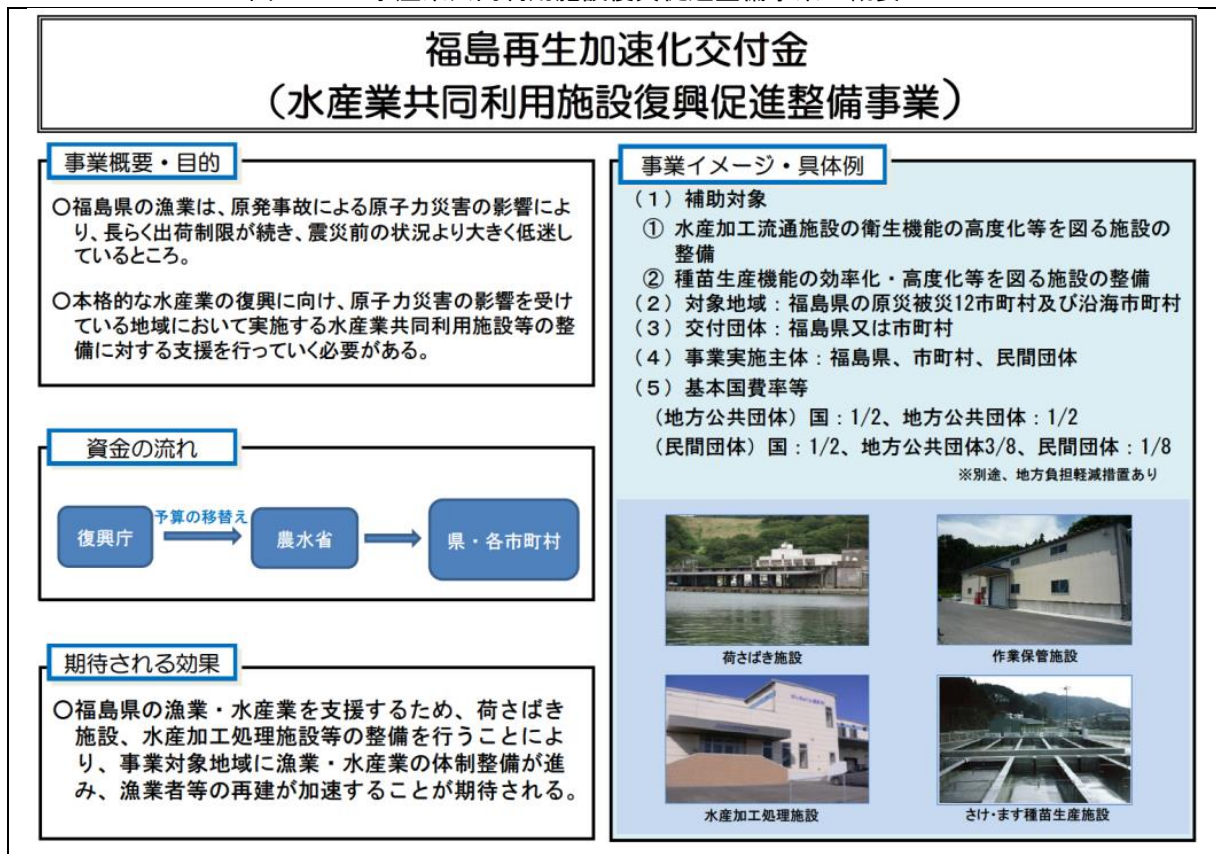 福島再生加速化交付金
（水産業共同利用施設復興促進整備事業）
事業概要・目的
〇福島県の漁業は、原発事故による原子力災害の影響によ
り、長らく出荷制限が続き、震災前の状況より大きく低迷し
ているところ。
〇本格的な水産業の復興に向け、原子力災害の影響を受け
ている地域において実施する水産業共同利用施設等の整
備に対する支援を行っていく必要がある。
資金の流れ
復興庁
予算の移替え
農水省
県・各市町村
期待される効果
〇福島県の漁業・水産業を支援するため、荷さばき
施設、水産加工処理施設等の整備を行うことによ
り、事業対象地域に漁業・水産業の体制整備が進
み、漁業者等の再建が加速することが期待される。
事業イメージ・具体例
（１）補助対象
① 水産加工流通施設の衛生機能の高度化等を図る施設の
整備
② 種苗生産機能の効率化・高度化等を図る施設の整備
（２）対象地域：福島県の原災被災12市町村及び沿海市町村
（３）交付団体：福島県又は市町村
（４）事業実施主体：福島県、市町村、民間団体
（５）基本国費率等
（地方公共団体）国：1/2、地方公共団体：1/2
（民間団体）国：1/2、地方公共団体3/8、民間団体：1/8
※別途、地方負担軽減措置あり
荷さばき施設
作業保管施設
水産加工処理施設
さけ・ます種苗生産施設